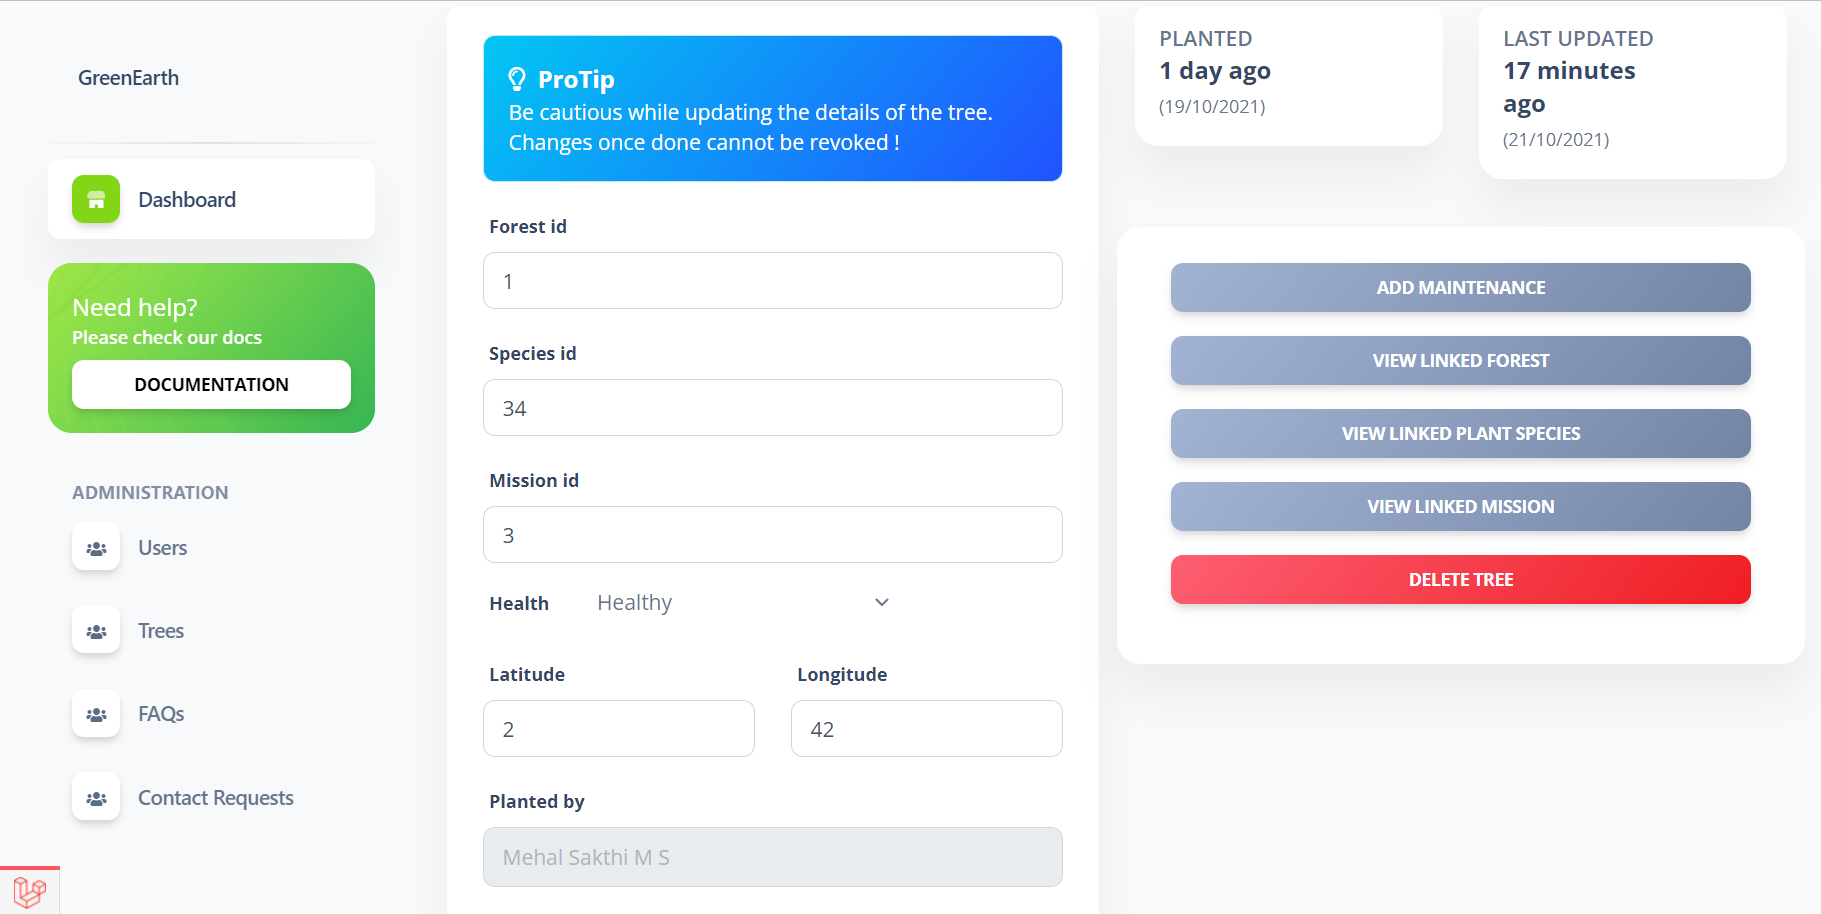 GreenEarth
Dashboard
Need help?
Please check our docs
DOCUMENTATION
ADMINISTRATION
Users
Trees
FAQs
Contact Requests
ProTip
Be cautious while updating the details of the tree.
Changes once done cannot be revoked !
Forest id
1
Species id
34
Mission id
3
Health Healthy
Latitude Longitude
2 42
Planted by
Mehal Sakthi M S
PLANTED
1 day ago
(19/10/2021)
LAST UPDATED
17 minutes
ago
(21/10/2021)
ADD MAINTENANCE
VIEW LINKED FOREST
VIEW LINKED PLANT SPECIES
VIEW LINKED MISSION
DELETE TREE